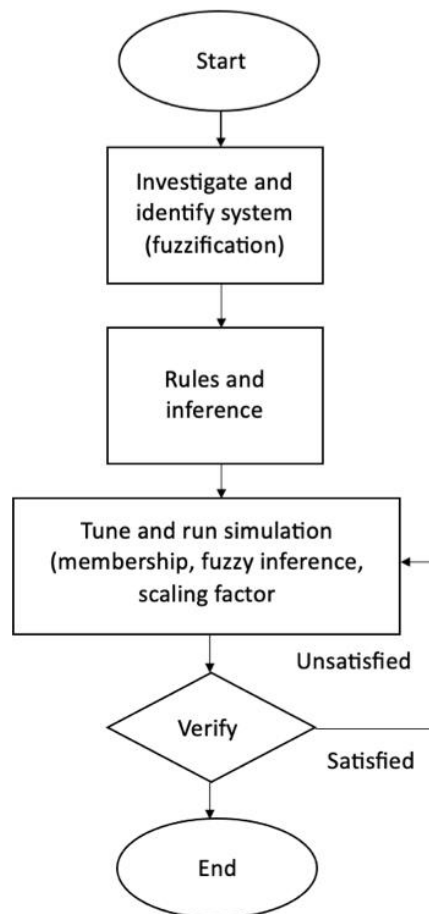 Start
Investigate and
identify system
(fuzzification)
Rules and
inference
Tune and run simulation
(membership, fuzzy inference,
scaling factor
Unsatisfied
Verify
Satisfied
End